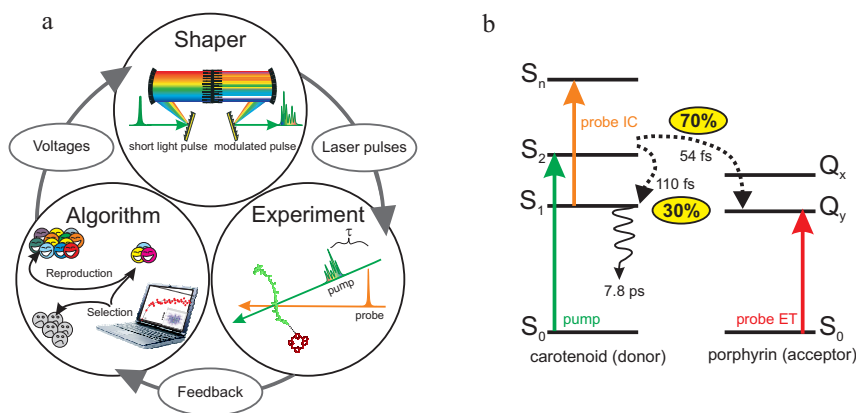 a
Shaper
short light pulse
modulated pulse
Voltages
Laser pulses
Algorithm
Reproduction
Selection
Experiment
τ
pump
probe
Feedback
b
Sn
S2
S1
S0
probe IC
pump
70%
54 fs
110 fs
30%
7.8 ps
Qx
Qy
probe ET
S0
carotenoid (donor)
porphyrin (acceptor)